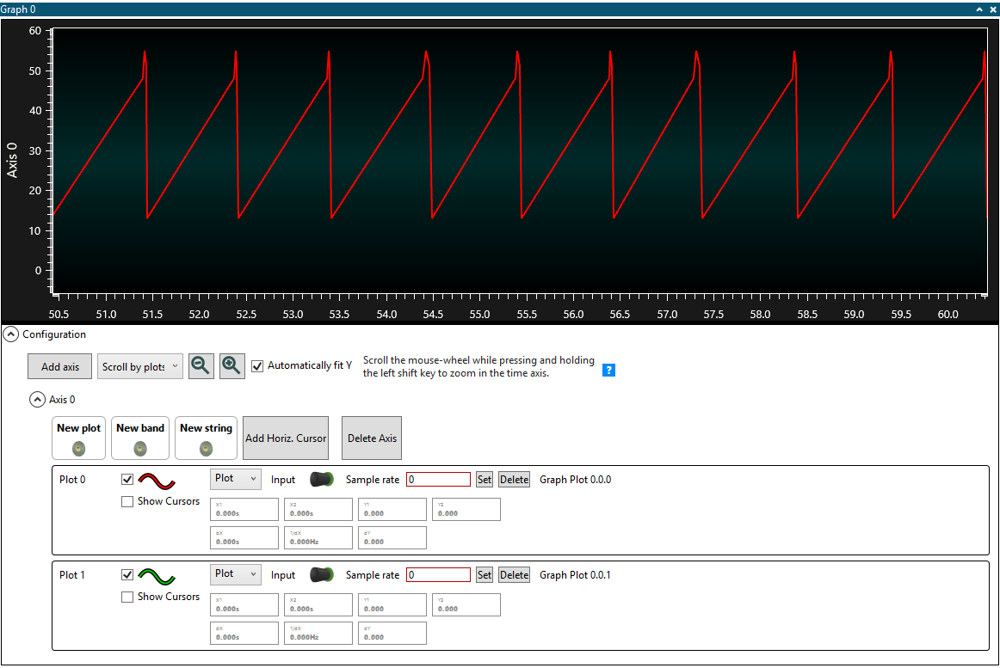 Graph 0
60
50
40
30
20
10
0
Axis 0
50.5 51.0 51.5 52.0 52.5 53.0 53.5 54.0 54.5 55.0 55.5 56.0 56.5 57.0 57.5 58.0 58.5 59.0 59.5 60.0
Configuration
Add axis Scroll by plots Automatically fit Y Scroll the mouse-wheel while pressing and holding
the left shift key to zoom in the time axis. ?
Axis 0
New plot New band New string Add Horiz. Cursor Delete Axis
Plot 0 Plot Input Sample rate 0 Set Delete Graph Plot 0.0.0
Show Cursors
X1 X2 Y1 Y2
0.000s 0.000s 0.000 0.000
dX 1/dX dY
0.000s 0.000Hz 0.000
Plot 1 Plot Input Sample rate 0 Set Delete Graph Plot 0.0.1
Show Cursors
X1 X2 Y1 Y2
0.000s 0.000s 0.000 0.000
dX 1/dX dY
0.000s 0.000Hz 0.000